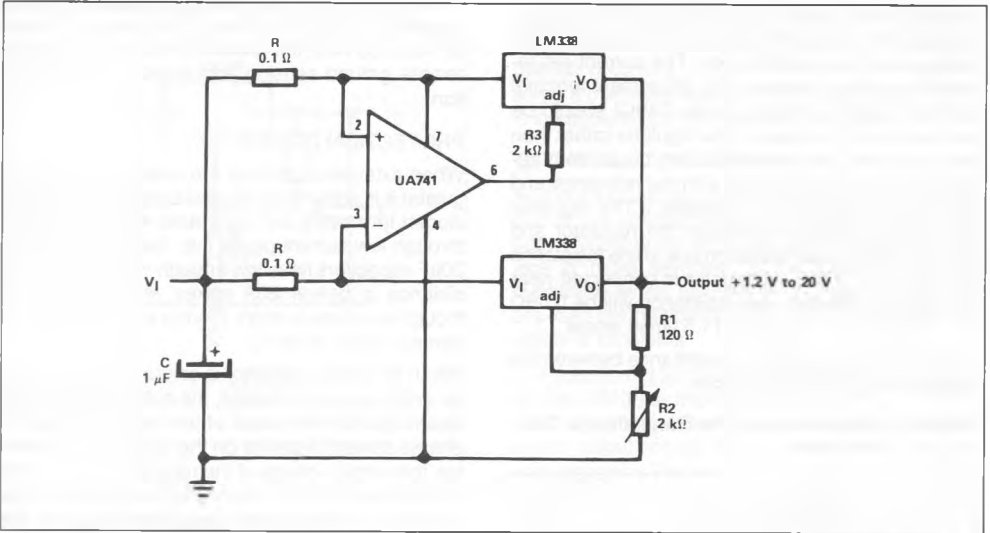 R
0.1 Ω
LM338
VI
VO
adj
2
+
7
R3
2 kΩ
UA741
6
3
−
4
R
0.1 Ω
LM338
VI
VI
VO
adj
Output +1.2 V to 20 V
R1
120 Ω
+
C
1 µF
R2
2 kΩ